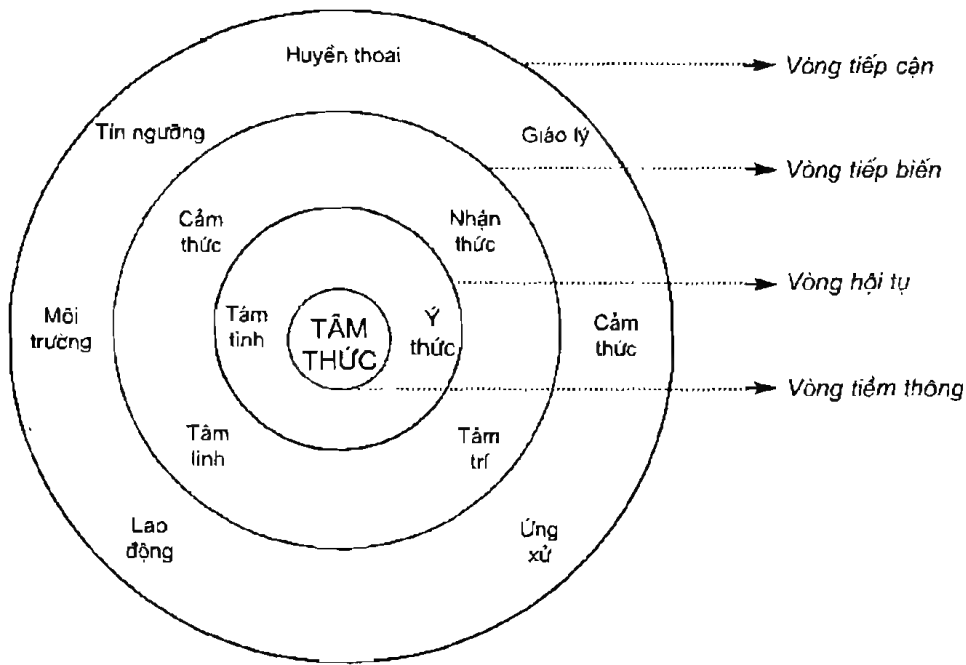 Huyền thoai
Vòng tiếp cận
Tín ngưỡng
Giáo lý
Vòng tiếp biến
Cảm
thức
Nhận
thức
Vòng hội tụ
Môi
trường
Tâm
tình
TÂM
THỨC
Ý
thức
Cảm
thức
Vòng tiềm thông
Tâm
linh
Tâm
trí
Lao
động
Ứng
xử